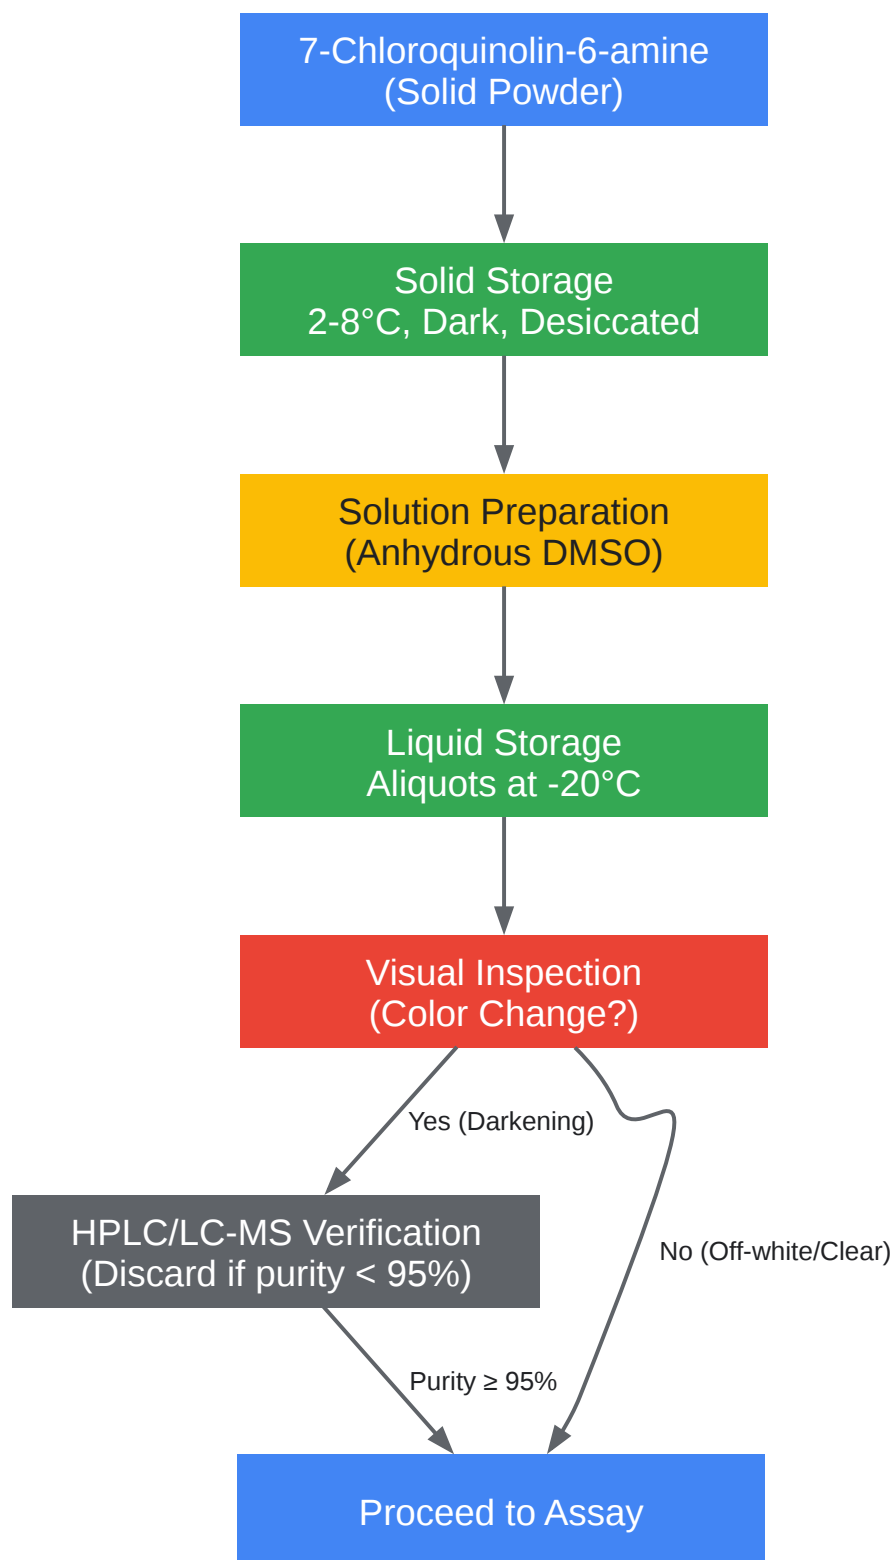 7-Chloroquinolin-6-amine
(Solid Powder)
Solid Storage
2-8°C, Dark, Desiccated
Solution Preparation
(Anhydrous DMSO)
Liquid Storage
Aliquots at -20°C
Visual Inspection
(Color Change?)
Yes (Darkening)
HPLC/LC-MS Verification
(Discard if purity < 95%)
No (Off-white/Clear)
Purity ≥ 95%
Proceed to Assay